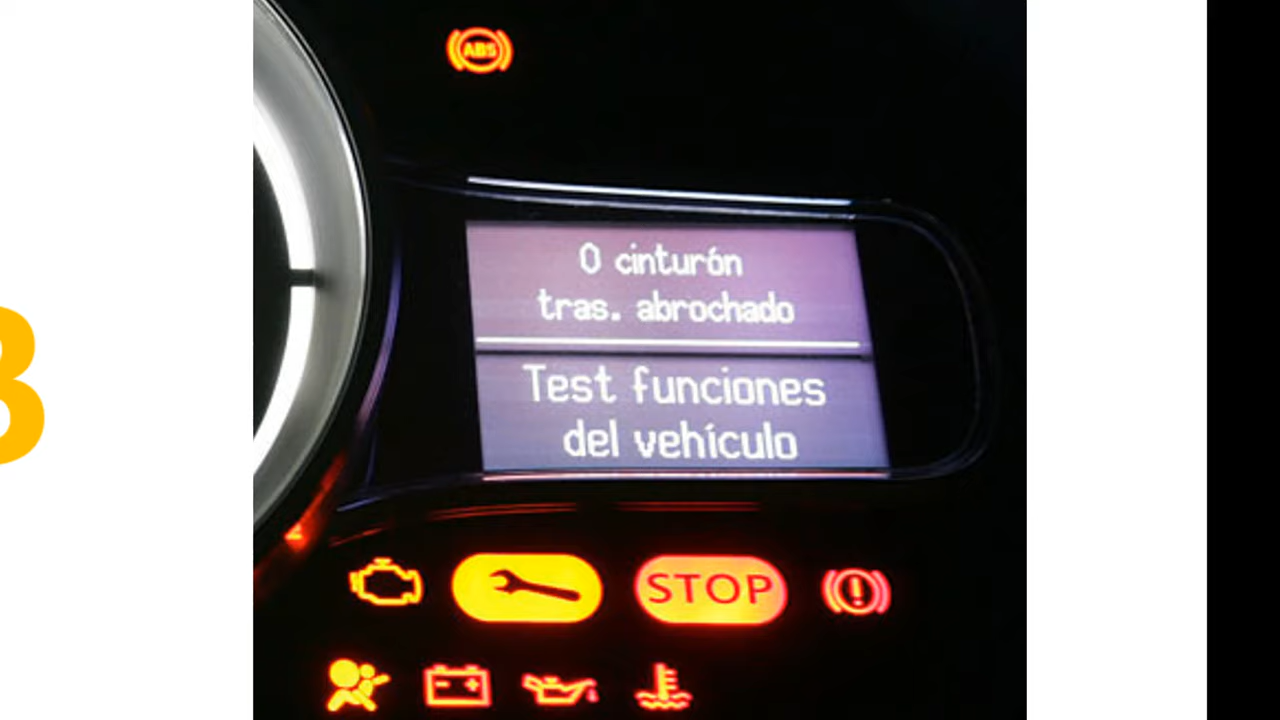 ABS
0 cinturón
tras. abrochado
Test funciones
del vehículo
STOP